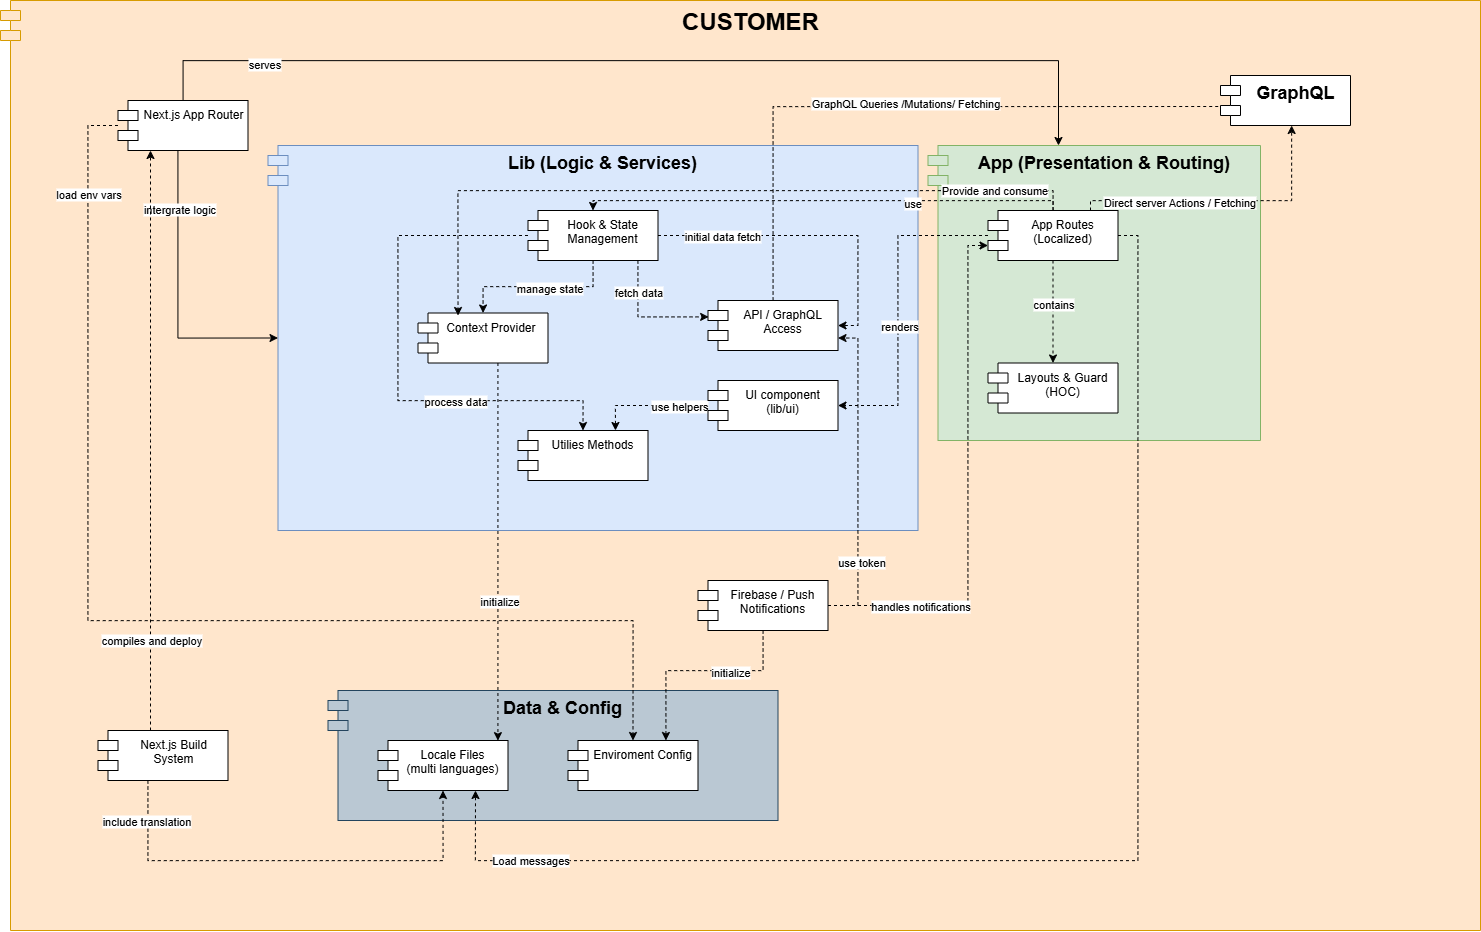 CUSTOMER
serves
GraphQL
GraphQL Queries /Mutations/ Fetching
Next.js App Router
Lib (Logic & Services)
App (Presentation & Routing)
load env vars
Provide and consume
use
Direct server Actions / Fetching
intergrate logic
Hook & State
Management
initial data fetch
App Routes
(Localized)
manage state
fetch data
contains
Context Provider
API / GraphQL
Access
renders
Layouts & Guard
(HOC)
process data
use helpers
UI component
(lib/ui)
Utilies Methods
use token
initialize
Firebase / Push
Notifications
handles notifications
compiles and deploy
initialize
Data & Config
Next.js Build
System
Locale Files
(multi languages)
Enviroment Config
include translation
Load messages